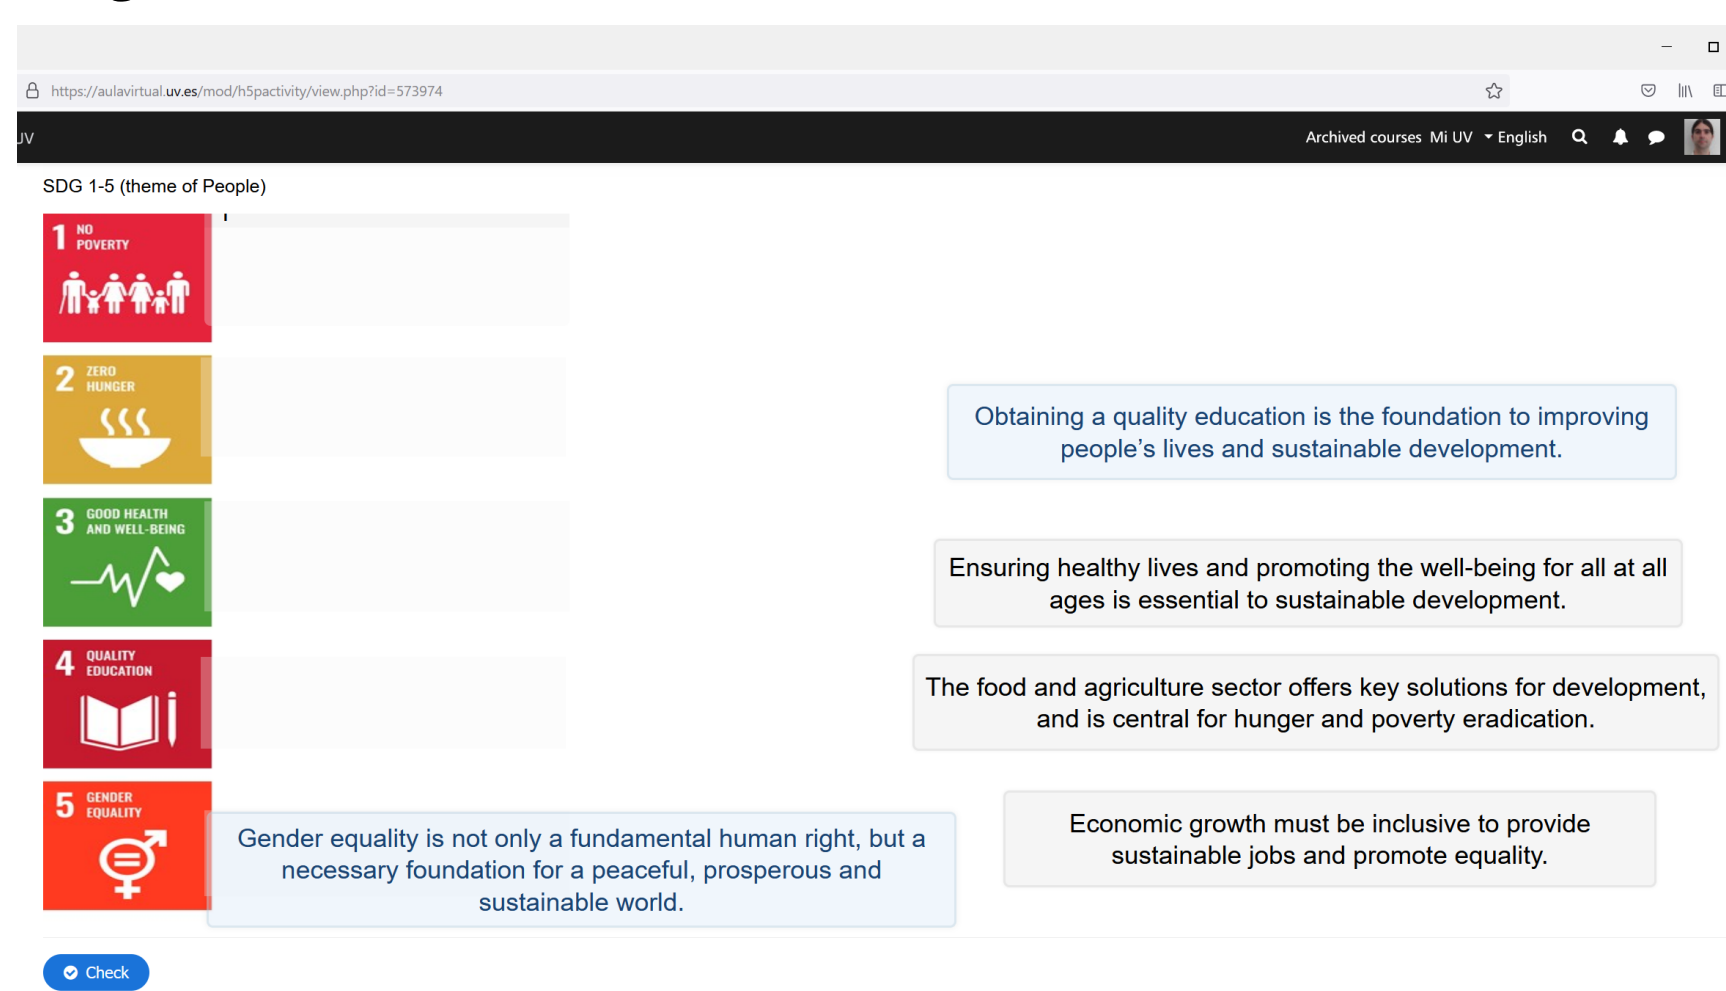 https://aulavirtual.uv.es/mod/h5pactivity/view.php?id=573974
UV
Archived courses Mi UV English
SDG 1-5 (theme of People)
1 NO
POVERTY
2 ZERO
HUNGER
Obtaining a quality education is the foundation to improving
people’s lives and sustainable development.
3 GOOD HEALTH
AND WELL-BEING
Ensuring healthy lives and promoting the well-being for all at all
ages is essential to sustainable development.
4 QUALITY
EDUCATION
The food and agriculture sector offers key solutions for development,
and is central for hunger and poverty eradication.
5 GENDER
EQUALITY
Gender equality is not only a fundamental human right, but a
necessary foundation for a peaceful, prosperous and
sustainable world.
Economic growth must be inclusive to provide
sustainable jobs and promote equality.
Check